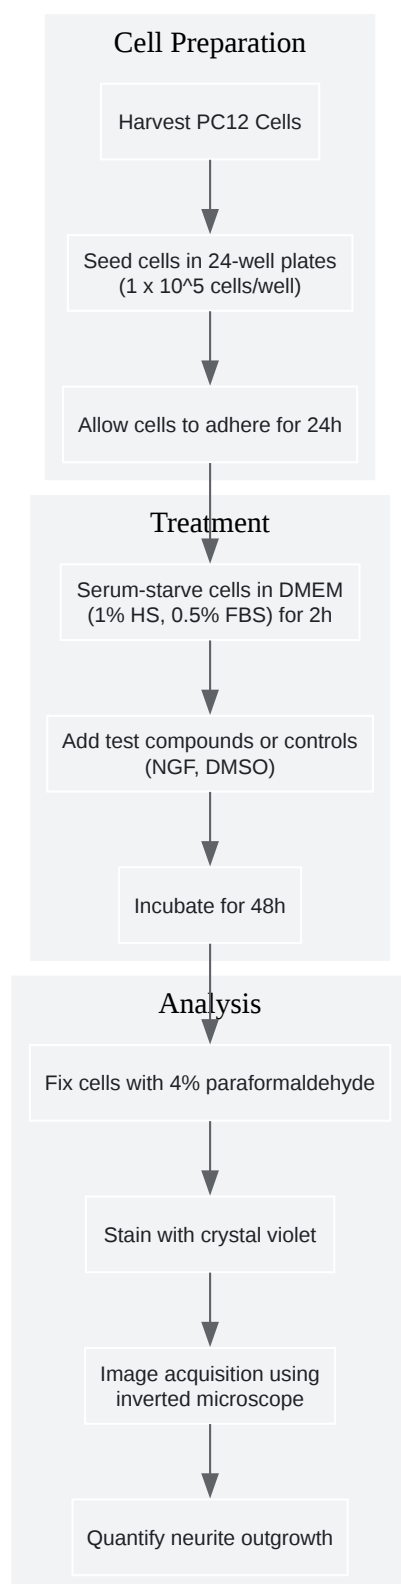 Cell Preparation
Harvest PC12 Cells
Seed cells in 24-well plates
(1 x 10^5 cells/well)
Allow cells to adhere for 24h
Treatment
Serum-starve cells in DMEM
(1% HS, 0.5% FBS) for 2h
Add test compounds or controls
(NGF, DMSO)
Incubate for 48h
Analysis
Fix cells with 4% paraformaldehyde
Stain with crystal violet
Image acquisition using
inverted microscope
Quantify neurite outgrowth